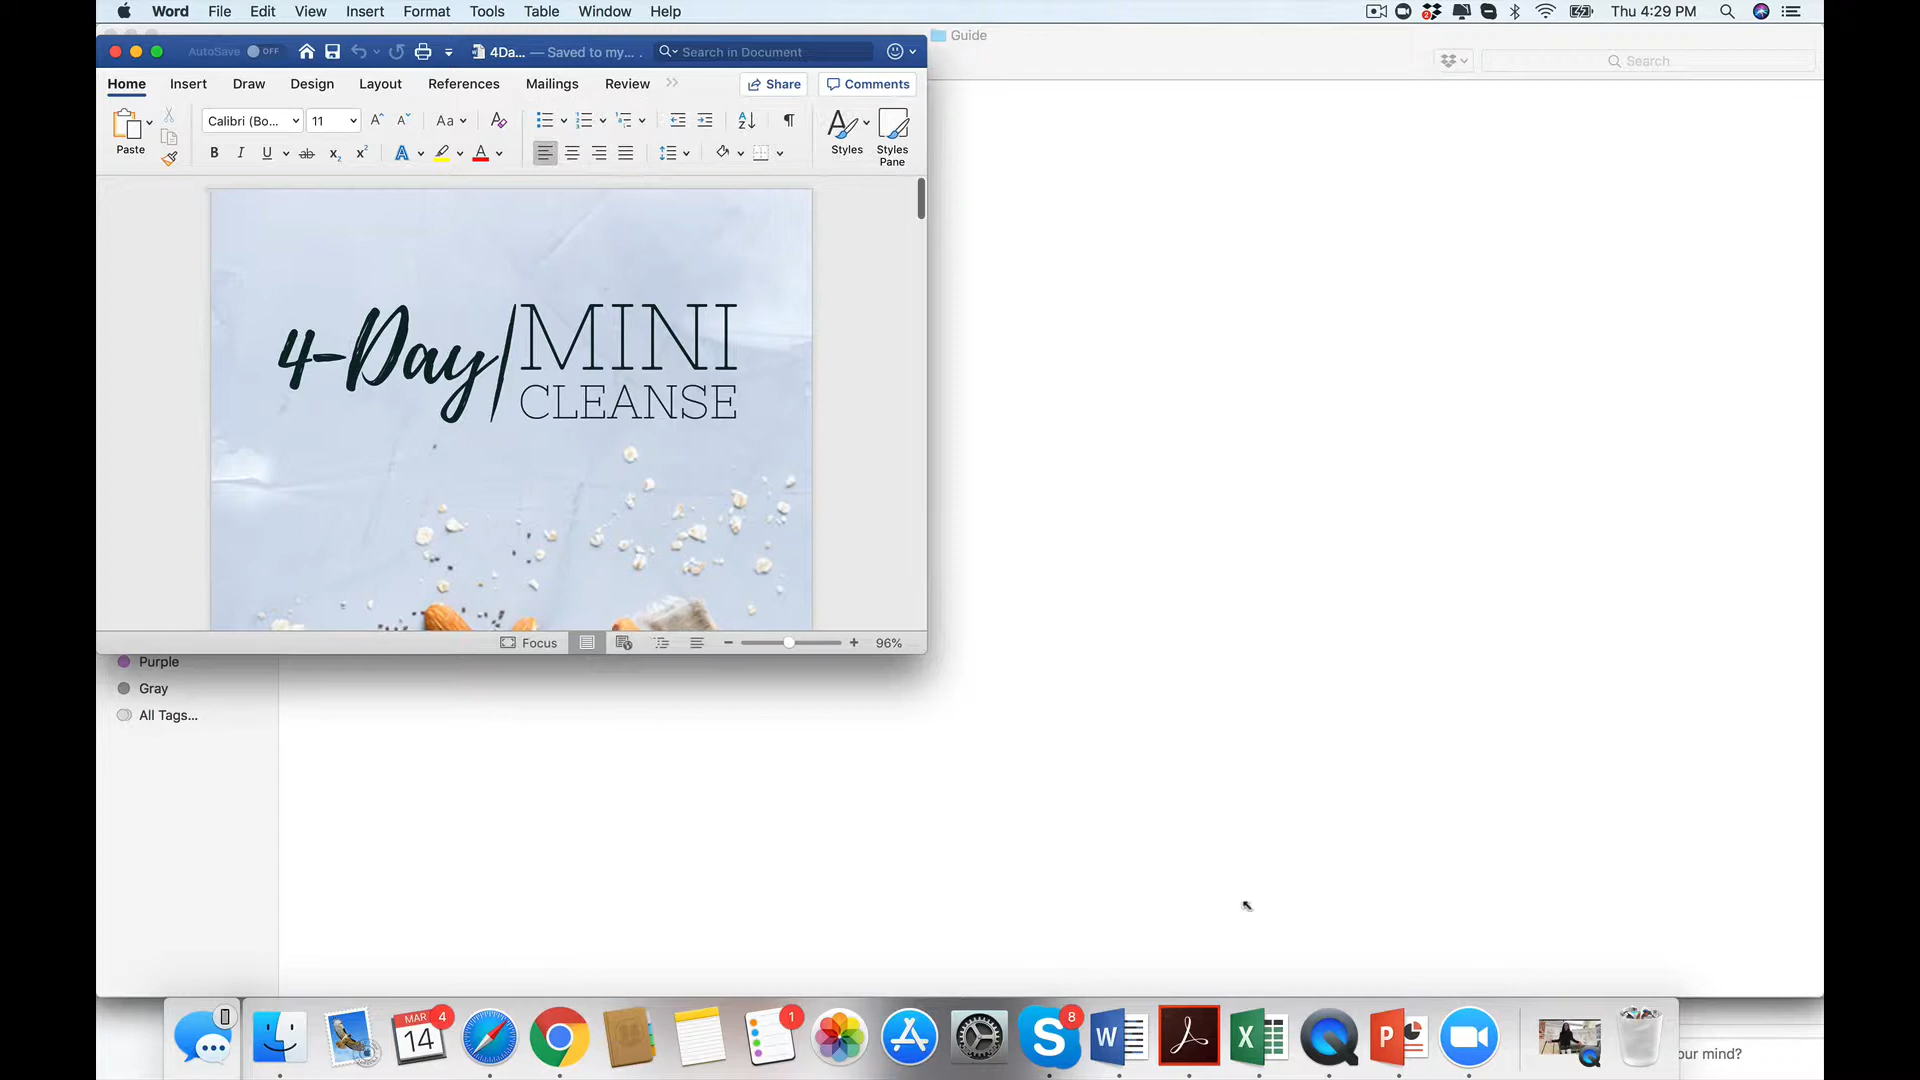 Word File Edit View Insert Format Tools Table Window Help
2
Thu 4:29 PM
Guide
AutoSave OFF
4Da... — Saved to my...
Search in Document
Search
Home Insert Draw Design Layout References Mailings Review
Share Comments
Paste
Calibri (Bo... 11
Aa
Styles
Styles
Pane
4-Day MINI
CLEANSE
Focus
96%
Purple
Gray
All Tags...
MAR 4
14
1
8
our mind?